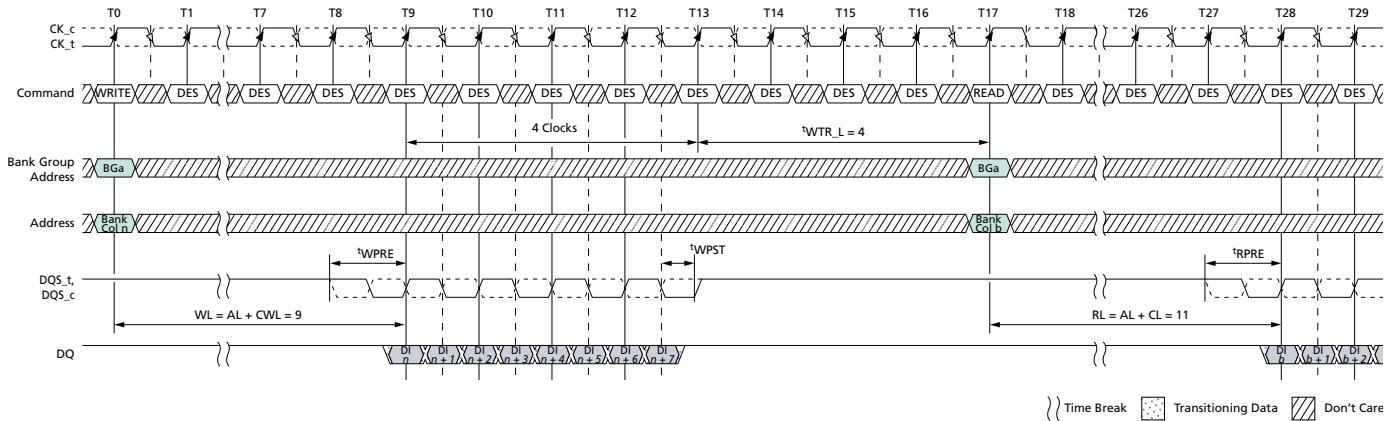 T0 T1 T7 T8 T9 T10 T11 T12 T13 T14 T15 T16 T17 T18 T26 T27 T28 T29
CK_c
CK_t
Command WRITE DES DES DES DES DES DES DES DES DES DES DES READ DES DES DES DES DES
4 Clocks tWTR_L = 4
Bank Group
Address BGa BGa
Address Bank
Col n Bank
Col b
tWPRE tWPST tRPRE
DQS_t,
DQS_c
WL = AL + CWL = 9 RL = AL + CL = 11
DQ DI
n DI
n + 1 DI
n + 2 DI
n + 3 DI
n + 4 DI
n + 5 DI
n + 6 DI
n + 7 DI
b DI
b + 1 DI
b + 2
Time Break Transitioning Data Don't Care